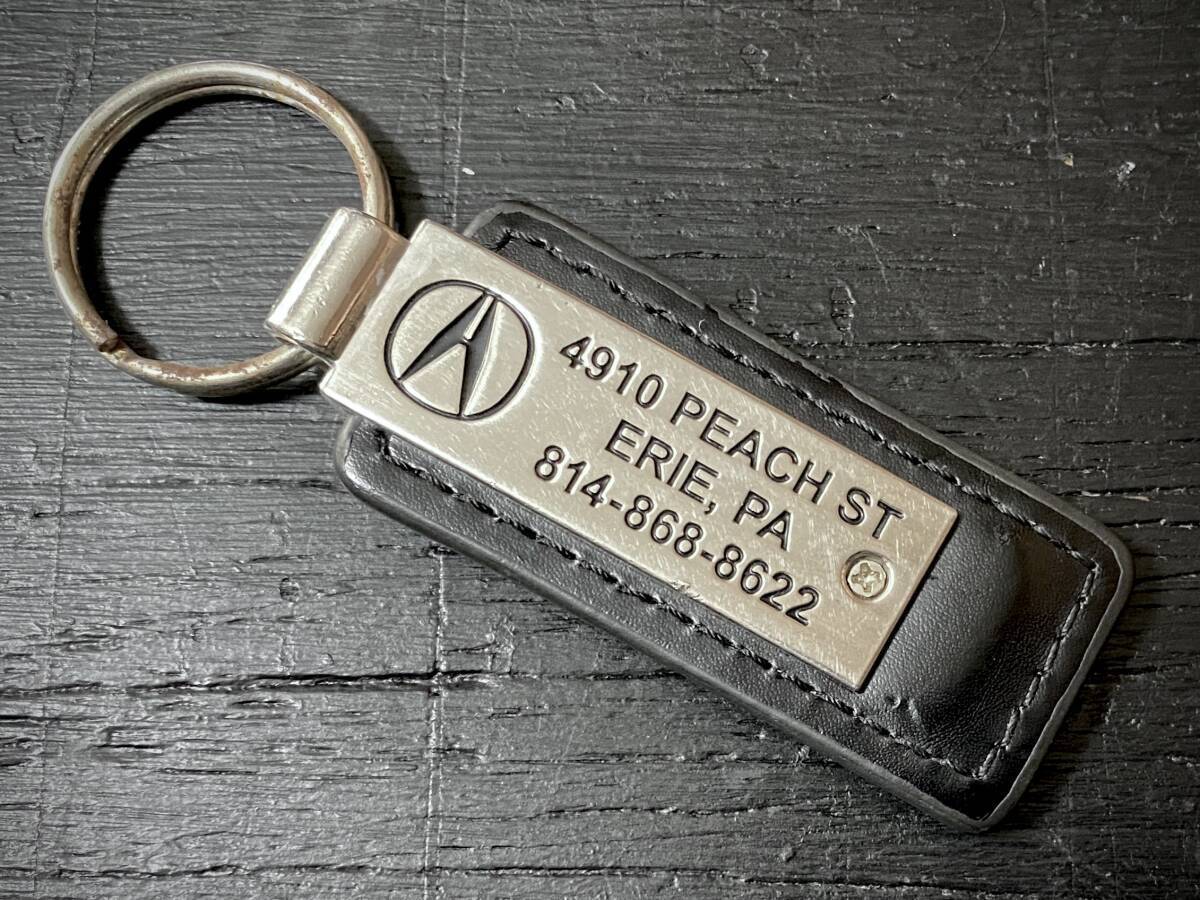 4910 PEACH ST
ERIE, PA
814-868-8622